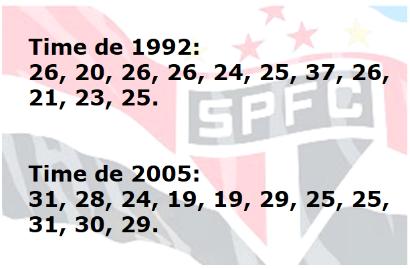 Time de 1992:
26, 20, 26, 26, 24, 25, 37, 26,
21, 23, 25.
SPFC
Time de 2005:
31, 28, 24, 19, 19, 29, 25, 25,
31, 30, 29.